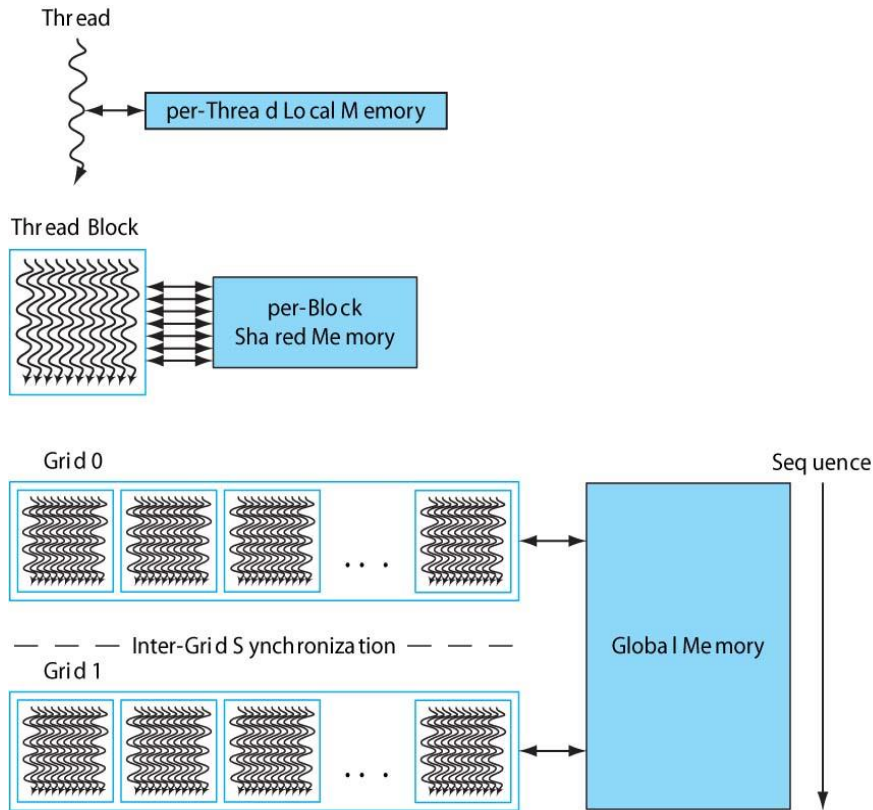 Thread
per-Thread Local Memory
Thread Block
per-Block
Shared Memory
Grid 0
Sequence
. . .
Global Memory
Inter-Grid Synchronization
Grid 1
. . .